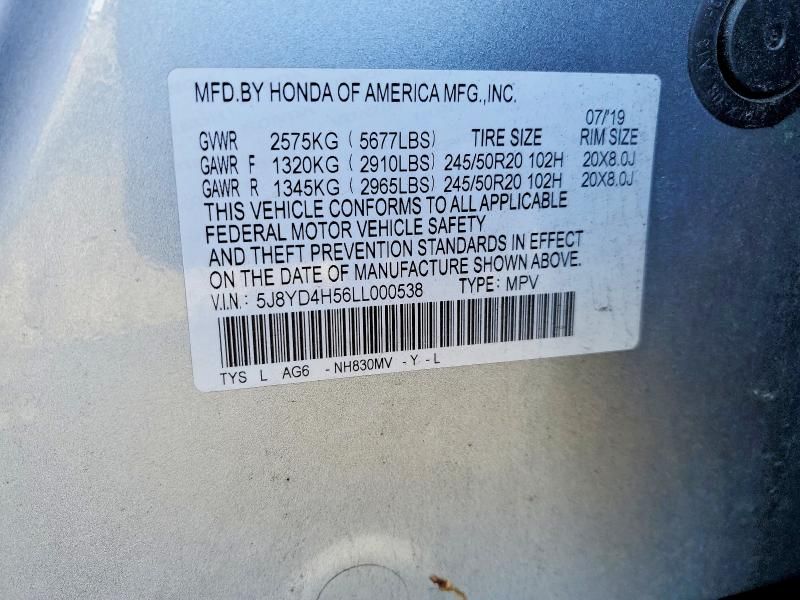 MFD.BY HONDA OF AMERICA MFG.,INC.
07/'19
GVWR 2575KG (5677LBS) TIRE SIZE RIM SIZE
GAWR F 1320KG (2910LBS) 245/50R20 102H 20X8.0J
GAWR R 1345KG (2965LBS) 245/50R20 102H 20X8.0J
THIS VEHICLE CONFORMS TO ALL APPLICABLE
FEDERAL MOTOR VEHICLE SAFETY
AND THEFT PREVENTION STANDARDS IN EFFECT
ON THE DATE OF MANUFACTURE SHOWN ABOVE.
V.I.N: 5J8YD4H56LL000538 TYPE: MPV
TYS L AG6 -NH830MV -Y-L